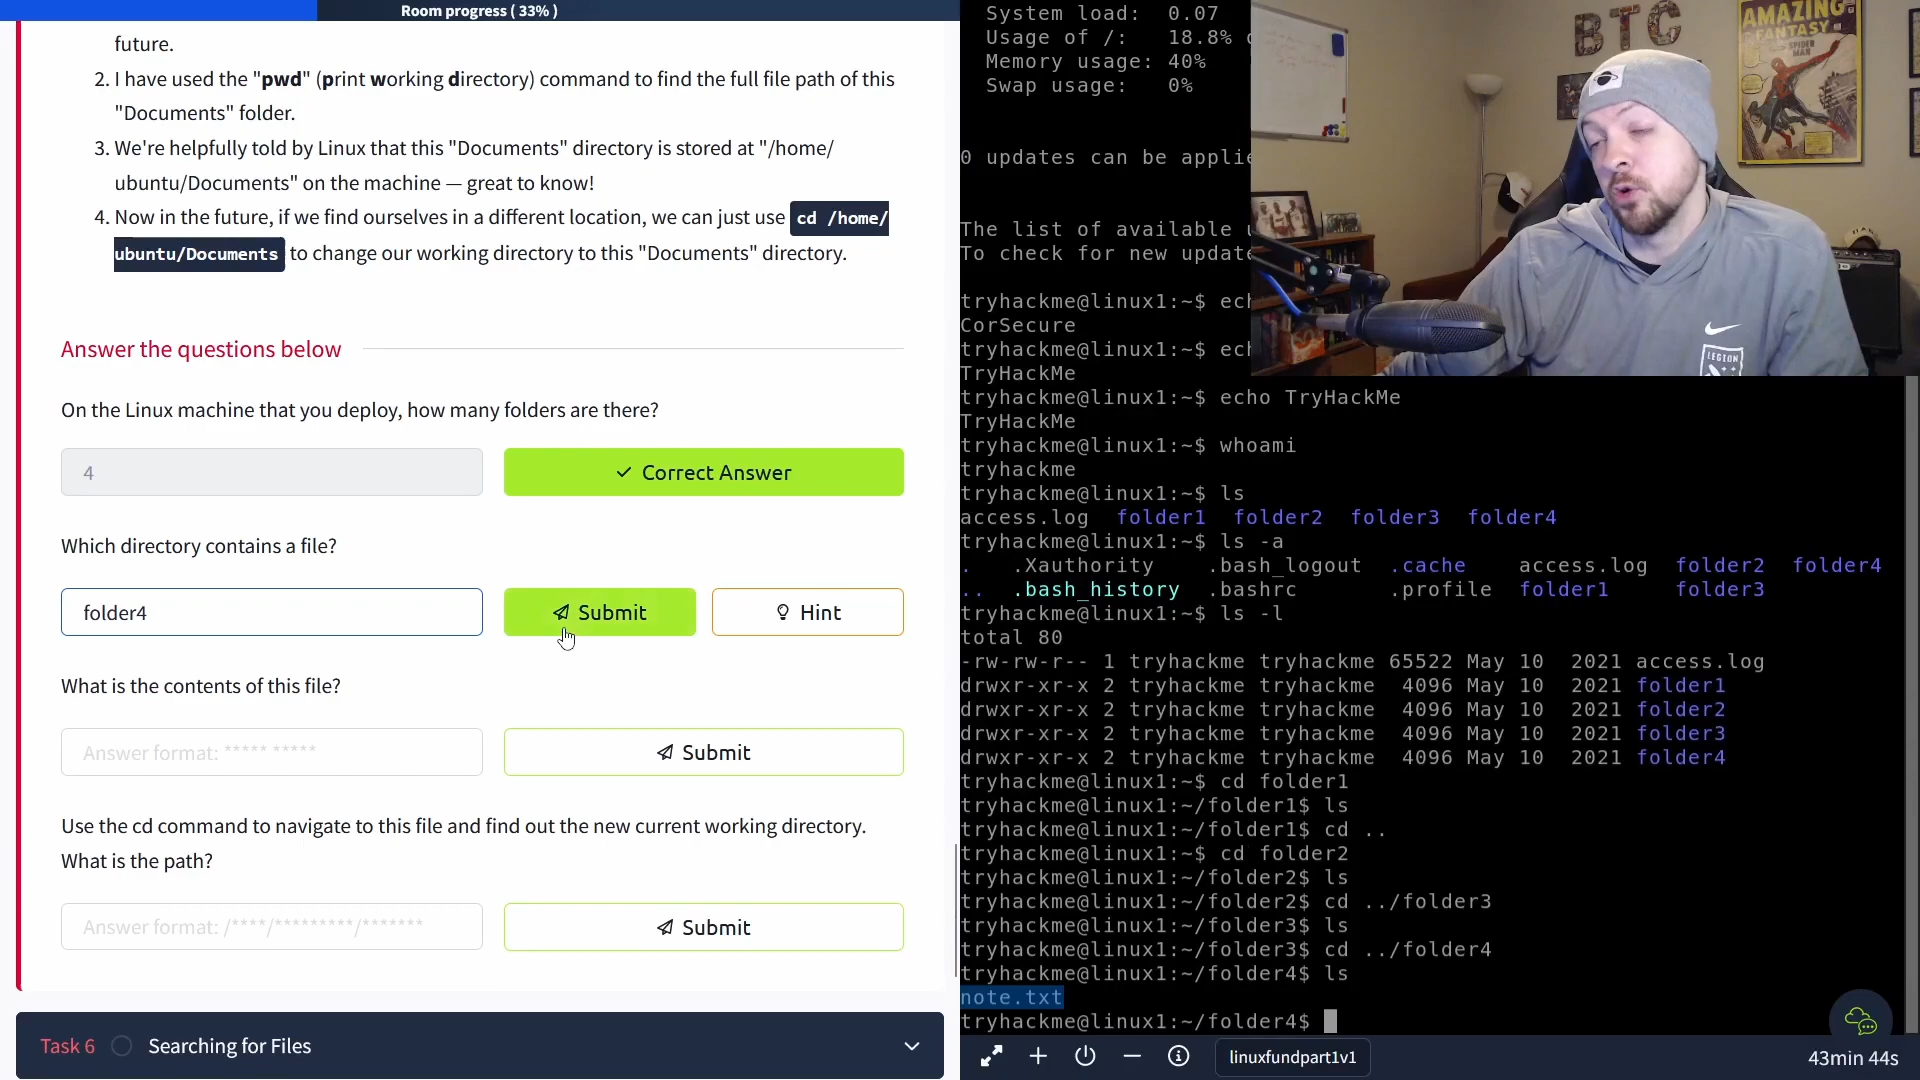 Room progress ( 33% )
future.
2. I have used the "pwd" (print working directory) command to find the full file path of this
"Documents" folder.
3. We're helpfully told by Linux that this "Documents" directory is stored at "/home/
ubuntu/Documents" on the machine — great to know!
4. Now in the future, if we find ourselves in a different location, we can just use cd /home/
ubuntu/Documents to change our working directory to this "Documents" directory.
Answer the questions below
On the Linux machine that you deploy, how many folders are there?
4
Correct Answer
Which directory contains a file?
folder4
Submit
Hint
What is the contents of this file?
Answer format: ***** *****
Submit
Use the cd command to navigate to this file and find out the new current working directory.
What is the path?
Answer format: /****/*********/*******
Submit
Task 6 Searching for Files
System load: 0.07
Usage of /: 18.8%
Memory usage: 40%
Swap usage: 0%
0 updates can be applie
The list of available
To check for new update
tryhackme@linux1:~$ ech
CorSecure
tryhackme@linux1:~$ ech
TryHackMe
tryhackme@linux1:~$ echo TryHackMe
TryHackMe
tryhackme@linux1:~$ whoami
tryhackme
tryhackme@linux1:~$ ls
access.log folder1 folder2 folder3 folder4
tryhackme@linux1:~$ ls -a
. .Xauthority .bash_logout .cache access.log folder2 folder4
.. .bash_history .bashrc .profile folder1 folder3
tryhackme@linux1:~$ ls -l
total 80
-rw-rw-r-- 1 tryhackme tryhackme 65522 May 10 2021 access.log
drwxr-xr-x 2 tryhackme tryhackme 4096 May 10 2021 folder1
drwxr-xr-x 2 tryhackme tryhackme 4096 May 10 2021 folder2
drwxr-xr-x 2 tryhackme tryhackme 4096 May 10 2021 folder3
drwxr-xr-x 2 tryhackme tryhackme 4096 May 10 2021 folder4
tryhackme@linux1:~$ cd folder1
tryhackme@linux1:~/folder1$ ls
tryhackme@linux1:~/folder1$ cd ..
tryhackme@linux1:~$ cd folder2
tryhackme@linux1:~/folder2$ ls
tryhackme@linux1:~/folder2$ cd ../folder3
tryhackme@linux1:~/folder3$ ls
tryhackme@linux1:~/folder3$ cd ../folder4
tryhackme@linux1:~/folder4$ ls
note.txt
tryhackme@linux1:~/folder4$
linuxfundpart1v1
43min 44s
BTC
AMAZING
FANTASY
LEGION